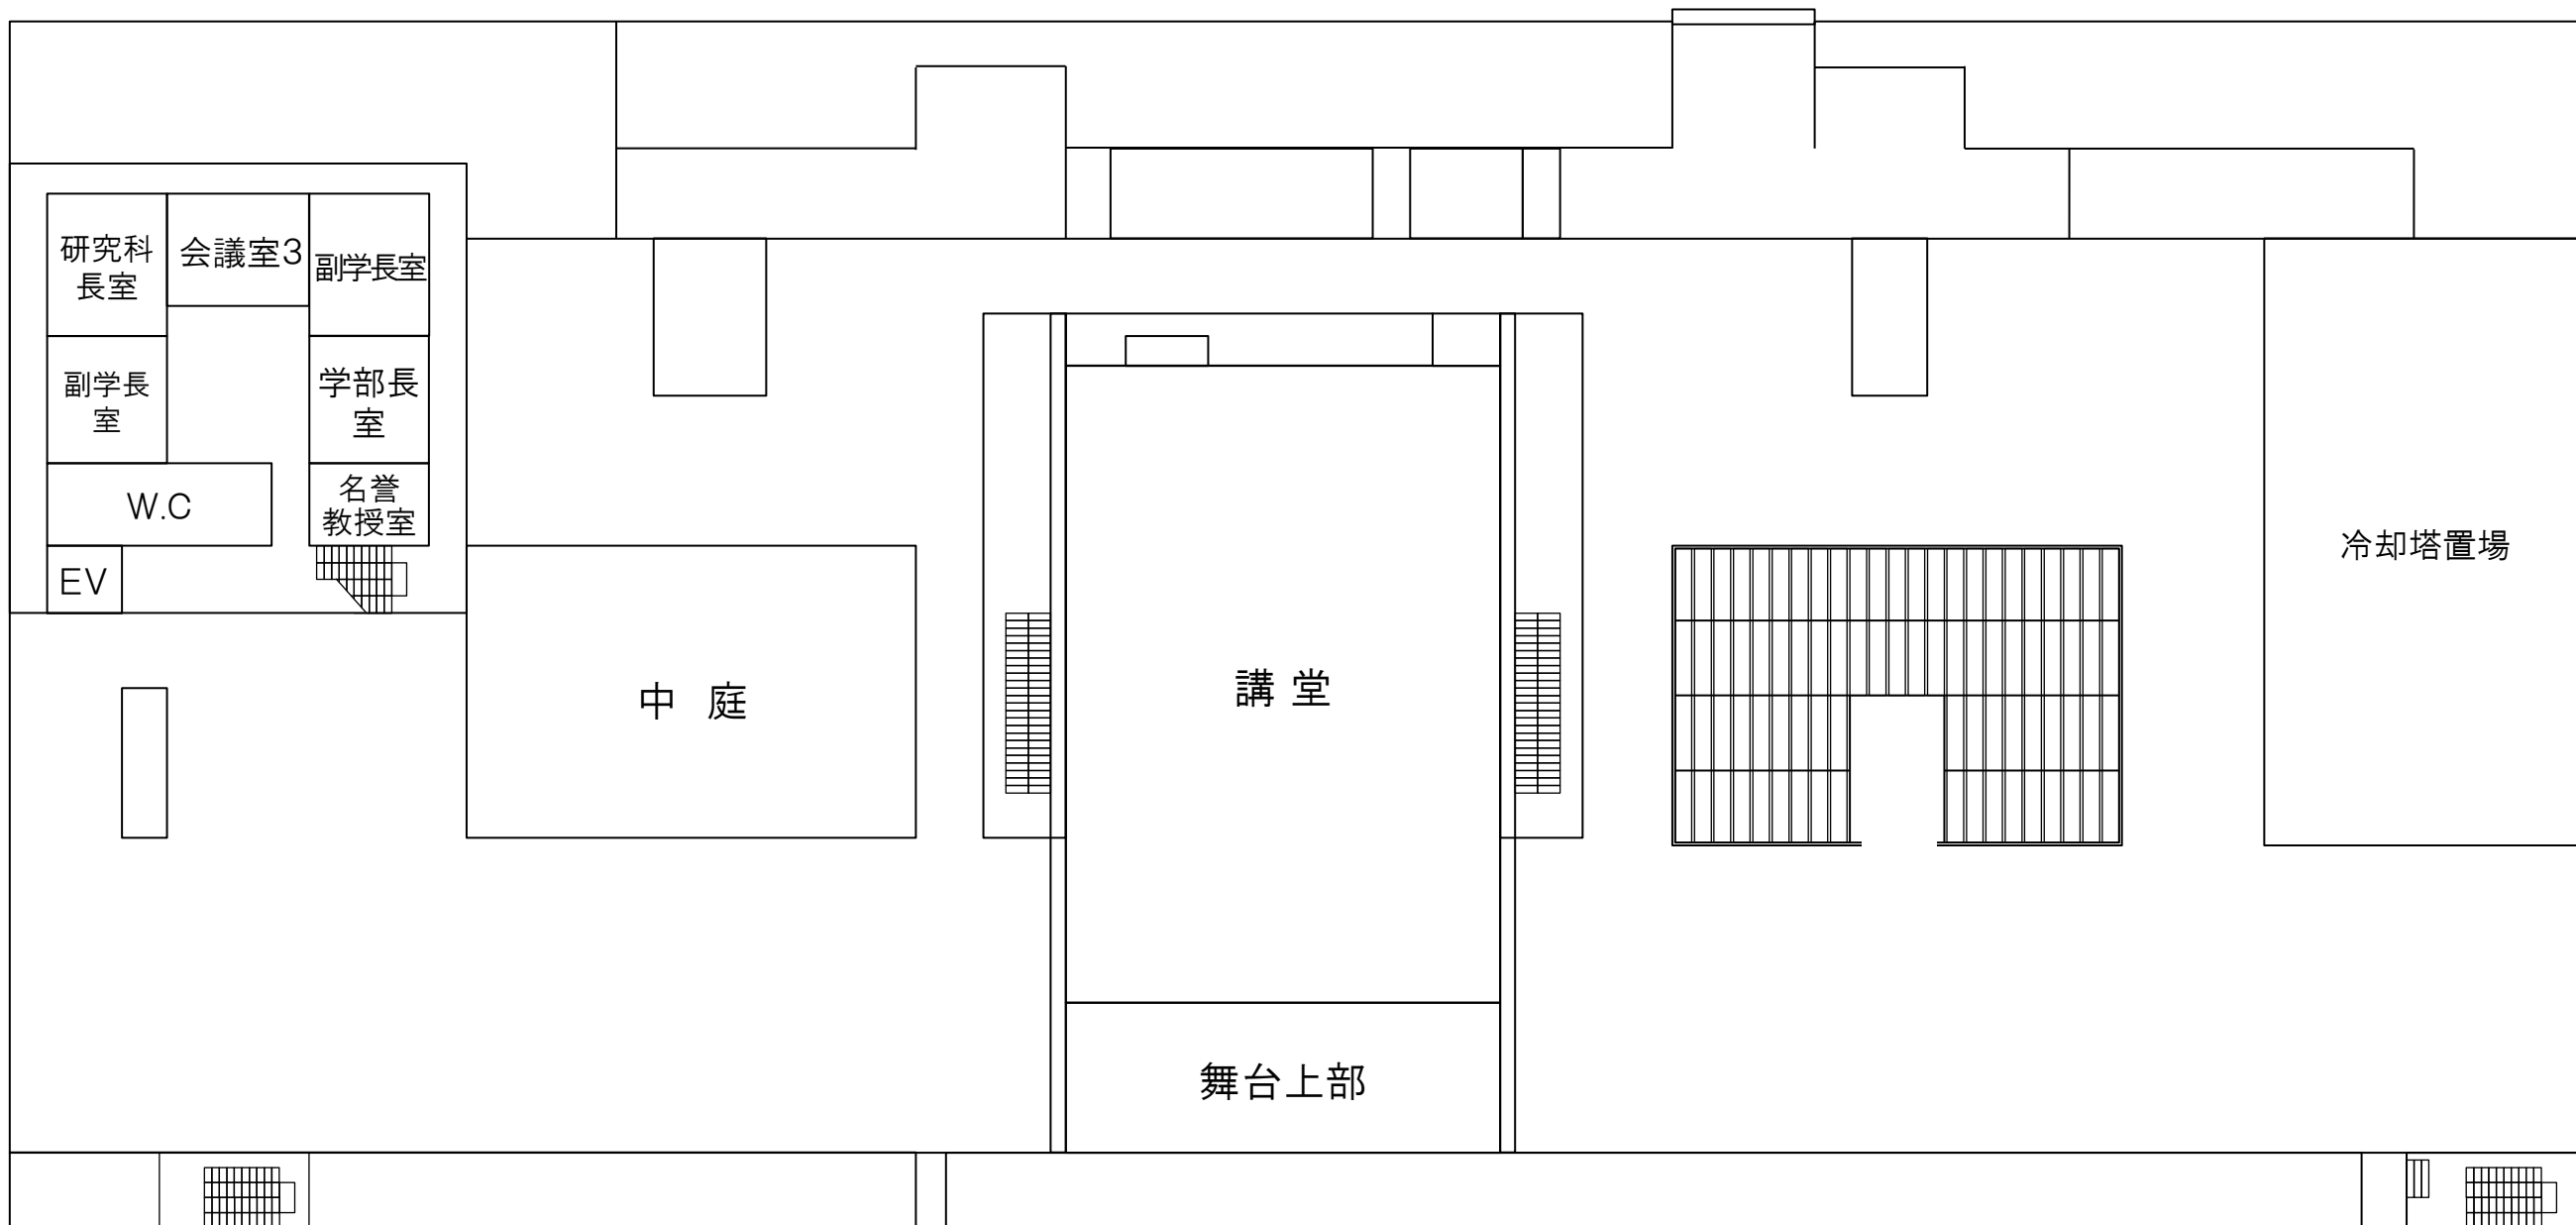 研究科
長室
会議室3
副学長室
副学長
室
学部長
室
W.C
名誉
教授室
EV
中 庭
講 堂
舞台上部
冷却塔置場